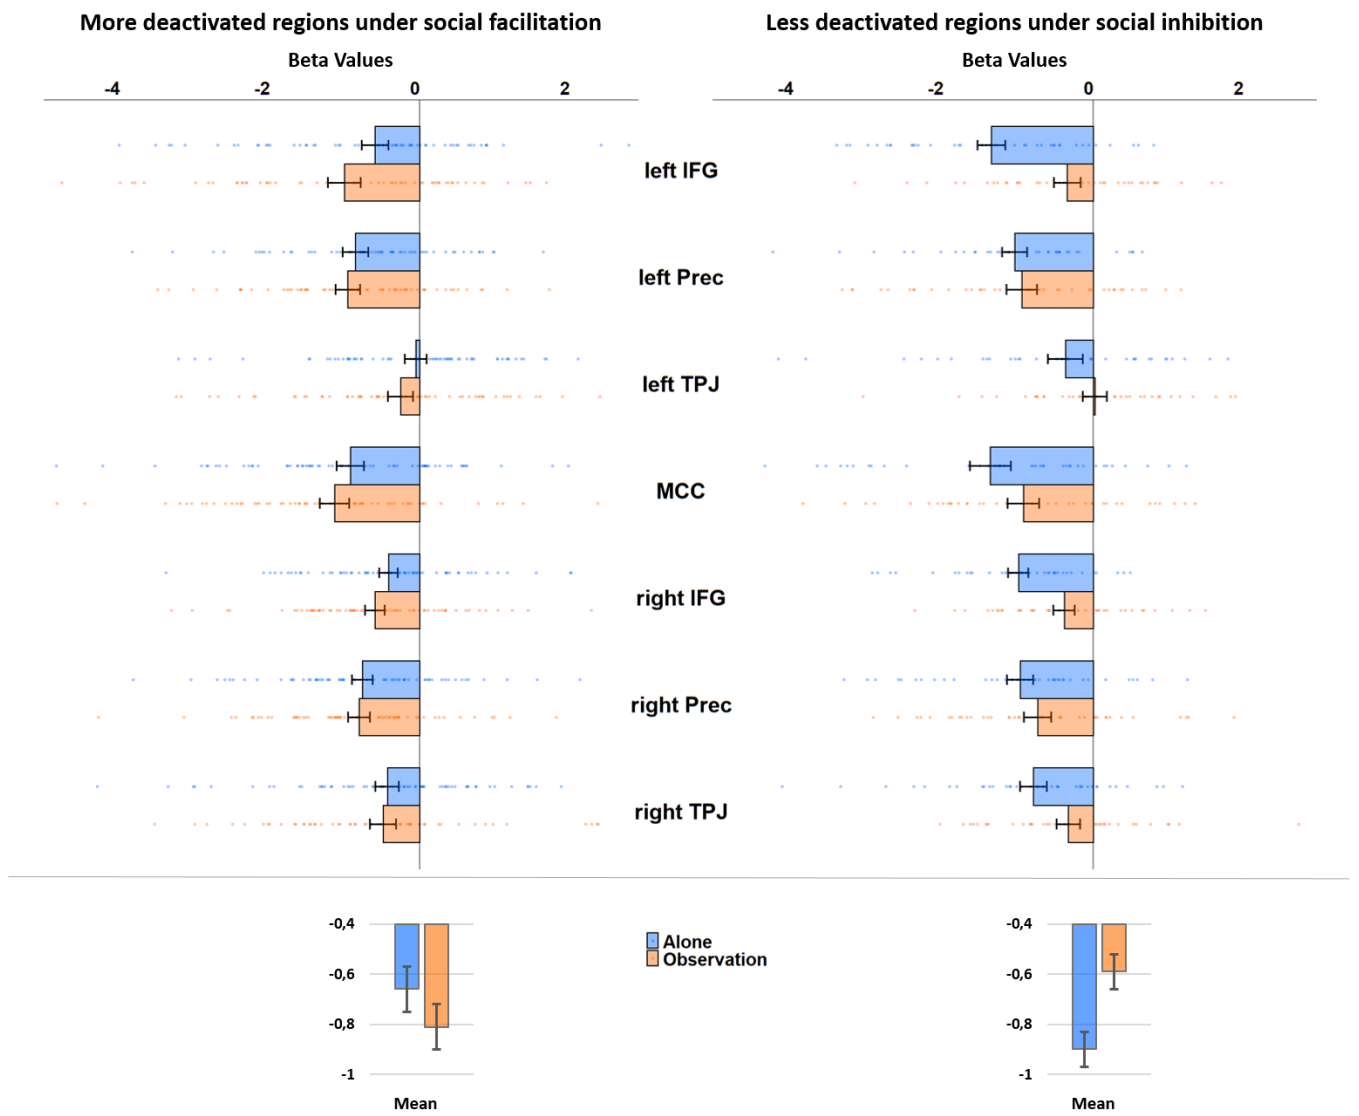 More deactivated regions under social facilitation
Less deactivated regions under social inhibition
Beta Values
Beta Values
-4 -2 0 2
-4 -2 0 2
left IFG
left Prec
left TPJ
MCC
right IFG
right Prec
right TPJ
-0,4
-0,6
-0,8
-1
Mean
Alone
Observation
-0,4
-0,6
-0,8
-1
Mean